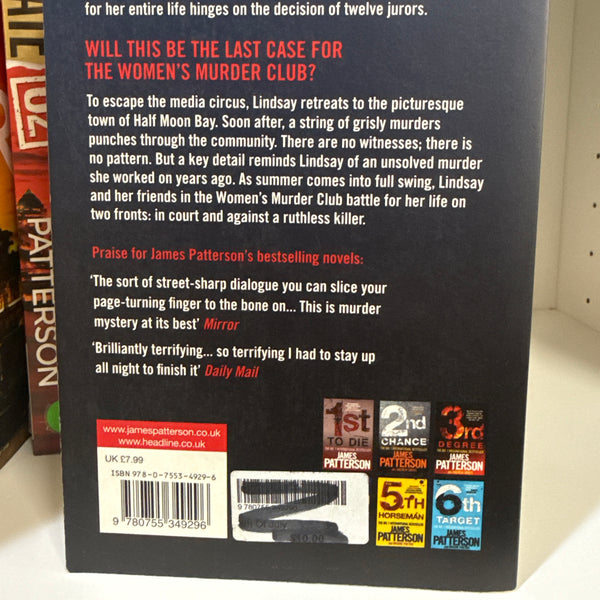 for her entire life hinges on the decision of twelve jurors.
WILL THIS BE THE LAST CASE FOR
THE WOMEN'S MURDER CLUB?
To escape the media circus, Lindsay retreats to the picturesque
town of Half Moon Bay. Soon after, a string of grisly murders
punches through the community. There are no witnesses; there is
no pattern. But a key detail reminds Lindsay of an unsolved murder
she worked on years ago. As summer comes into full swing, Lindsay
and her friends in the Women's Murder Club battle for her life on
two fronts: in court and against a ruthless killer.
Praise for James Patterson's bestselling novels:
'The sort of street-sharp dialogue you can slice your
page-turning finger to the bone on... This is murder
mystery at its best' Mirror
'Brilliantly terrifying... so terrifying I had to stay up
all night to finish it' Daily Mail
www.jamespatterson.co.uk
www.headline.co.uk
UK £7.99
ISBN 978-0-7553-4929-6
9 780755 349296
9 780755
4th Of July
$10.00
1st
TO DIE
JAMES
PATTERSON
2nd
CHANCE
JAMES
PATTERSON
3rd
DEGREE
JAMES
PATTERSON
5TH
HORSEMAN
JAMES
PATTERSON
6th
TARGET
JAMES
PATTERSON
PATTERSON